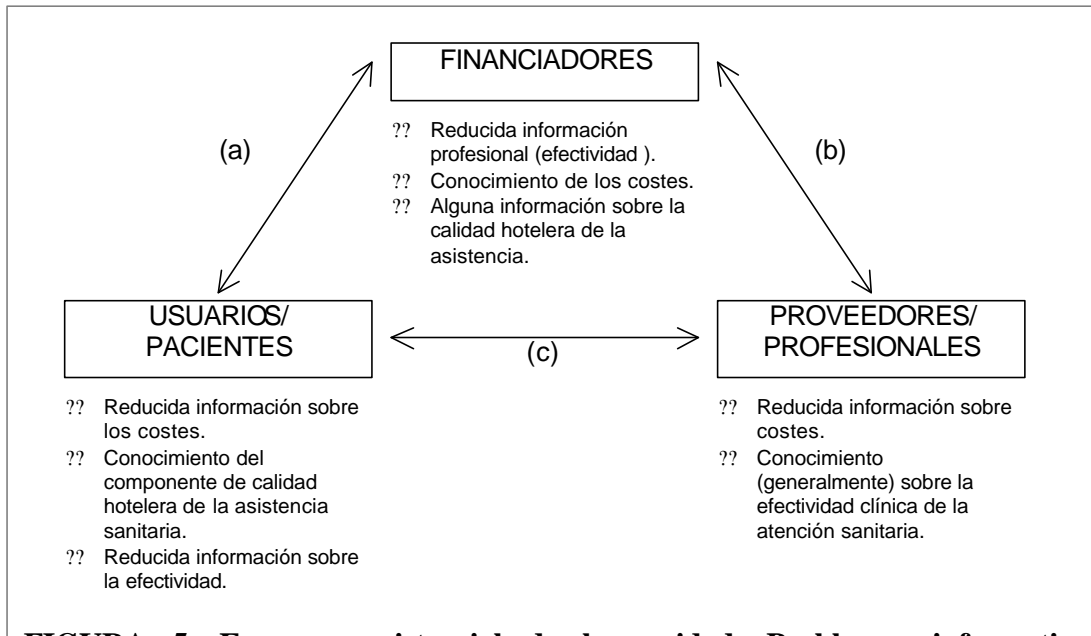 FINANCIADORES
(a)
(b)
?? Reducida información
profesional (efectividad ).
?? Conocimiento de los costes.
?? Alguna información sobre la
calidad hotelera de la
asistencia.
USUARIOS/
PACIENTES
(c)
PROVEEDORES/
PROFESIONALES
?? Reducida información sobre
los costes.
?? Conocimiento del
componente de calidad
hotelera de la asistencia
sanitaria.
?? Reducida información sobre
la efectividad.
?? Reducida información sobre
costes.
?? Conocimiento
(generalmente) sobre la
efectividad clínica de la
atención sanitaria.